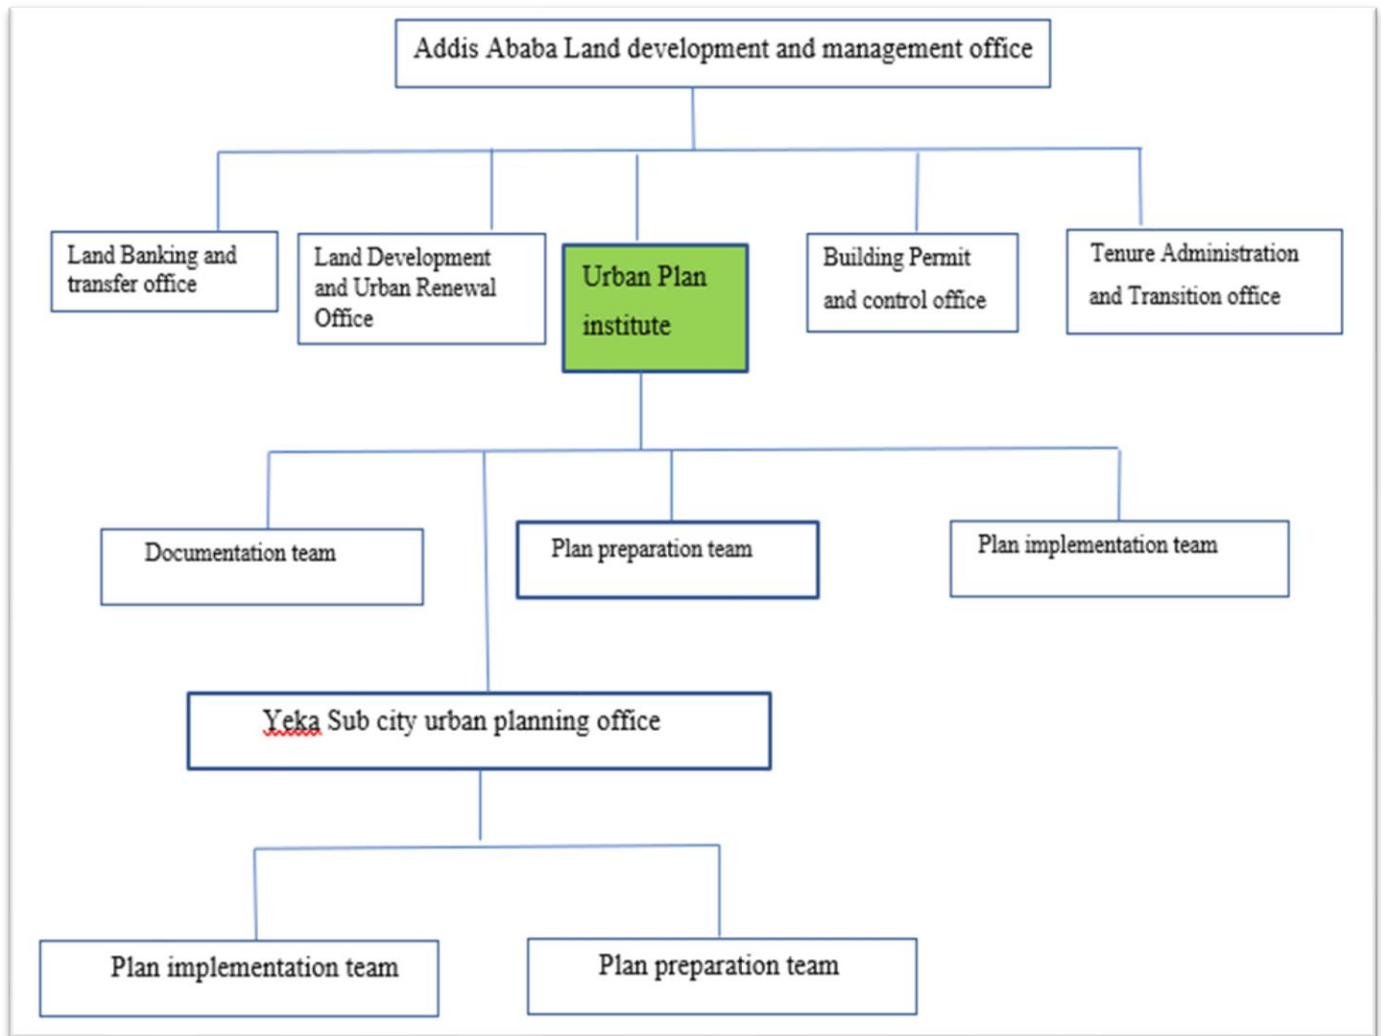 Addis Ababa Land development and management office
Land Banking and
transfer office
Land Development
and Urban Renewal
Office
Urban Plan
institute
Building Permit
and control office
Tenure Administration
and Transition office
Documentation team
Plan preparation team
Plan implementation team
Yeka Sub city urban planning office
Plan implementation team
Plan preparation team